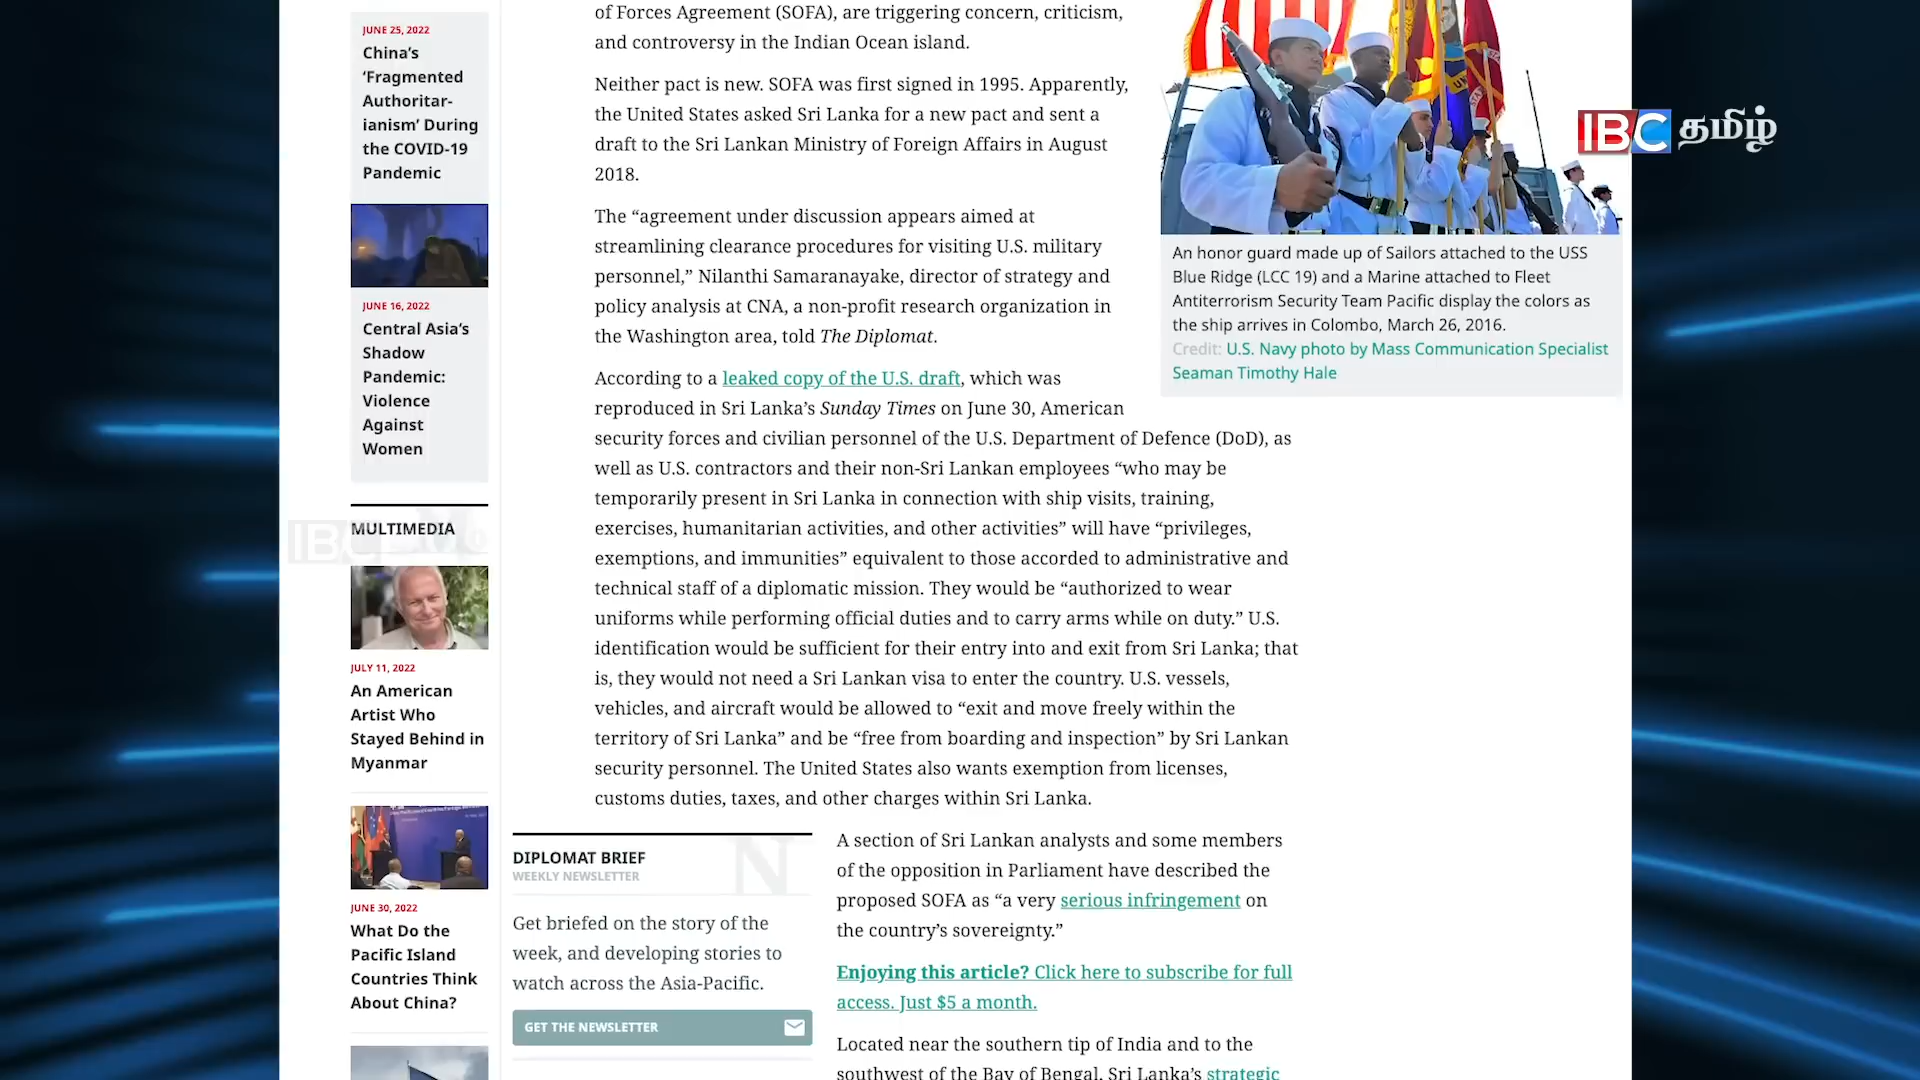 JUNE 25, 2022
China’s
‘Fragmented
Authoritar-
ianism’ During
the COVID-19
Pandemic
JUNE 16, 2022
Central Asia’s
Shadow
Pandemic:
Violence
Against
Women
MULTIMEDIA
JULY 11, 2022
An American
Artist Who
Stayed Behind in
Myanmar
JUNE 30, 2022
What Do the
Pacific Island
Countries Think
About China?
of Forces Agreement (SOFA), are triggering concern, criticism,
and controversy in the Indian Ocean island.
Neither pact is new. SOFA was first signed in 1995. Apparently,
the United States asked Sri Lanka for a new pact and sent a
draft to the Sri Lankan Ministry of Foreign Affairs in August
2018.
The “agreement under discussion appears aimed at
streamlining clearance procedures for visiting U.S. military
personnel,” Nilanthi Samaranayake, director of strategy and
policy analysis at CNA, a non-profit research organization in
the Washington area, told The Diplomat.
According to a leaked copy of the U.S. draft, which was
reproduced in Sri Lanka’s Sunday Times on June 30, American
security forces and civilian personnel of the U.S. Department of Defence (DoD), as
well as U.S. contractors and their non-Sri Lankan employees “who may be
temporarily present in Sri Lanka in connection with ship visits, training,
exercises, humanitarian activities, and other activities” will have “privileges,
exemptions, and immunities” equivalent to those accorded to administrative and
technical staff of a diplomatic mission. They would be “authorized to wear
uniforms while performing official duties and to carry arms while on duty.” U.S.
identification would be sufficient for their entry into and exit from Sri Lanka; that
is, they would not need a Sri Lankan visa to enter the country. U.S. vessels,
vehicles, and aircraft would be allowed to “exit and move freely within the
territory of Sri Lanka” and be “free from boarding and inspection” by Sri Lankan
security personnel. The United States also wants exemption from licenses,
customs duties, taxes, and other charges within Sri Lanka.
DIPLOMAT BRIEF
WEEKLY NEWSLETTER
Get briefed on the story of the
week, and developing stories to
watch across the Asia-Pacific.
GET THE NEWSLETTER
A section of Sri Lankan analysts and some members
of the opposition in Parliament have described the
proposed SOFA as “a very serious infringement on
the country’s sovereignty.”
Enjoying this article? Click here to subscribe for full
access. Just $5 a month.
Located near the southern tip of India and to the
southwest of the Bay of Bengal, Sri Lanka’s strategic
An honor guard made up of Sailors attached to the USS
Blue Ridge (LCC 19) and a Marine attached to Fleet
Antiterrorism Security Team Pacific display the colors as
the ship arrives in Colombo, March 26, 2016.
Credit: U.S. Navy photo by Mass Communication Specialist
Seaman Timothy Hale
IBC தமிழ்
IBC